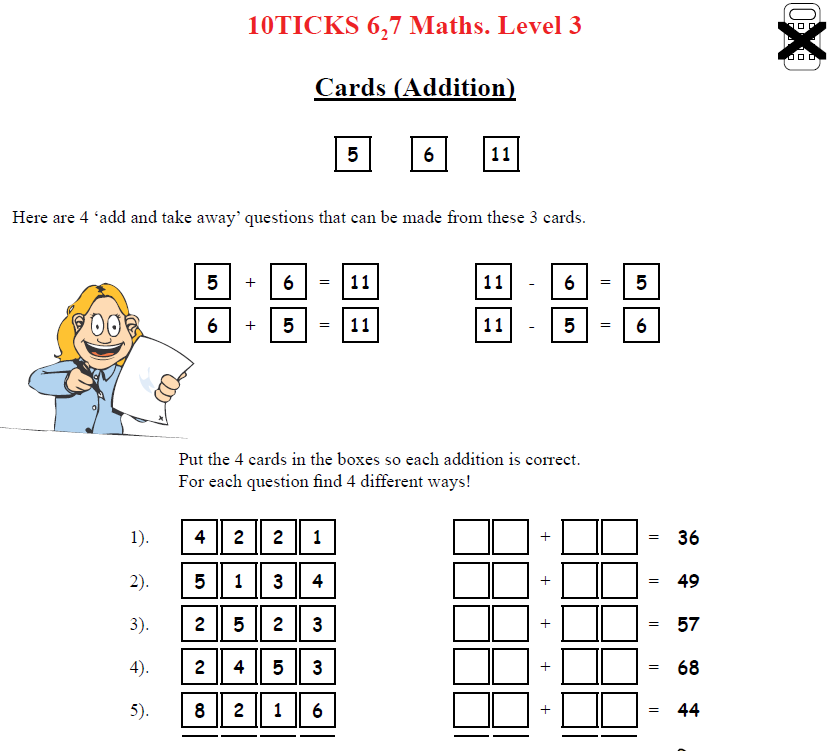 10TICKS 6,7 Maths. Level 3
Cards (Addition)
5 6 11
Here are 4 ‘add and take away’ questions that can be made from these 3 cards.
5 + 6 = 11 11 - 6 = 5
6 + 5 = 11 11 - 5 = 6
Put the 4 cards in the boxes so each addition is correct.
For each question find 4 different ways!
1). 4 2 2 1 + = 36
2). 5 1 3 4 + = 49
3). 2 5 2 3 + = 57
4). 2 4 5 3 + = 68
5). 8 2 1 6 + = 44